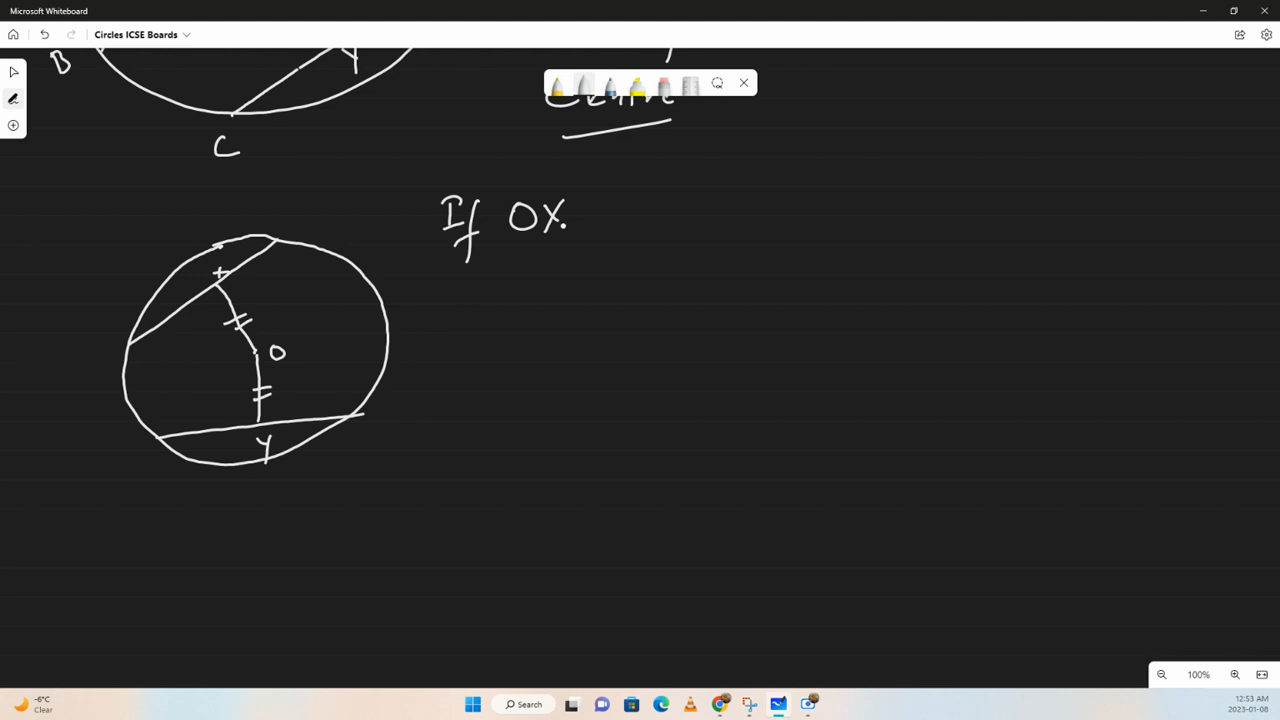 Microsoft Whiteboard
Circles ICSE Boards
B
Y
C
If OX
O
Y
100%
-6°C
Clear
Search
12:53 AM
2023-01-08